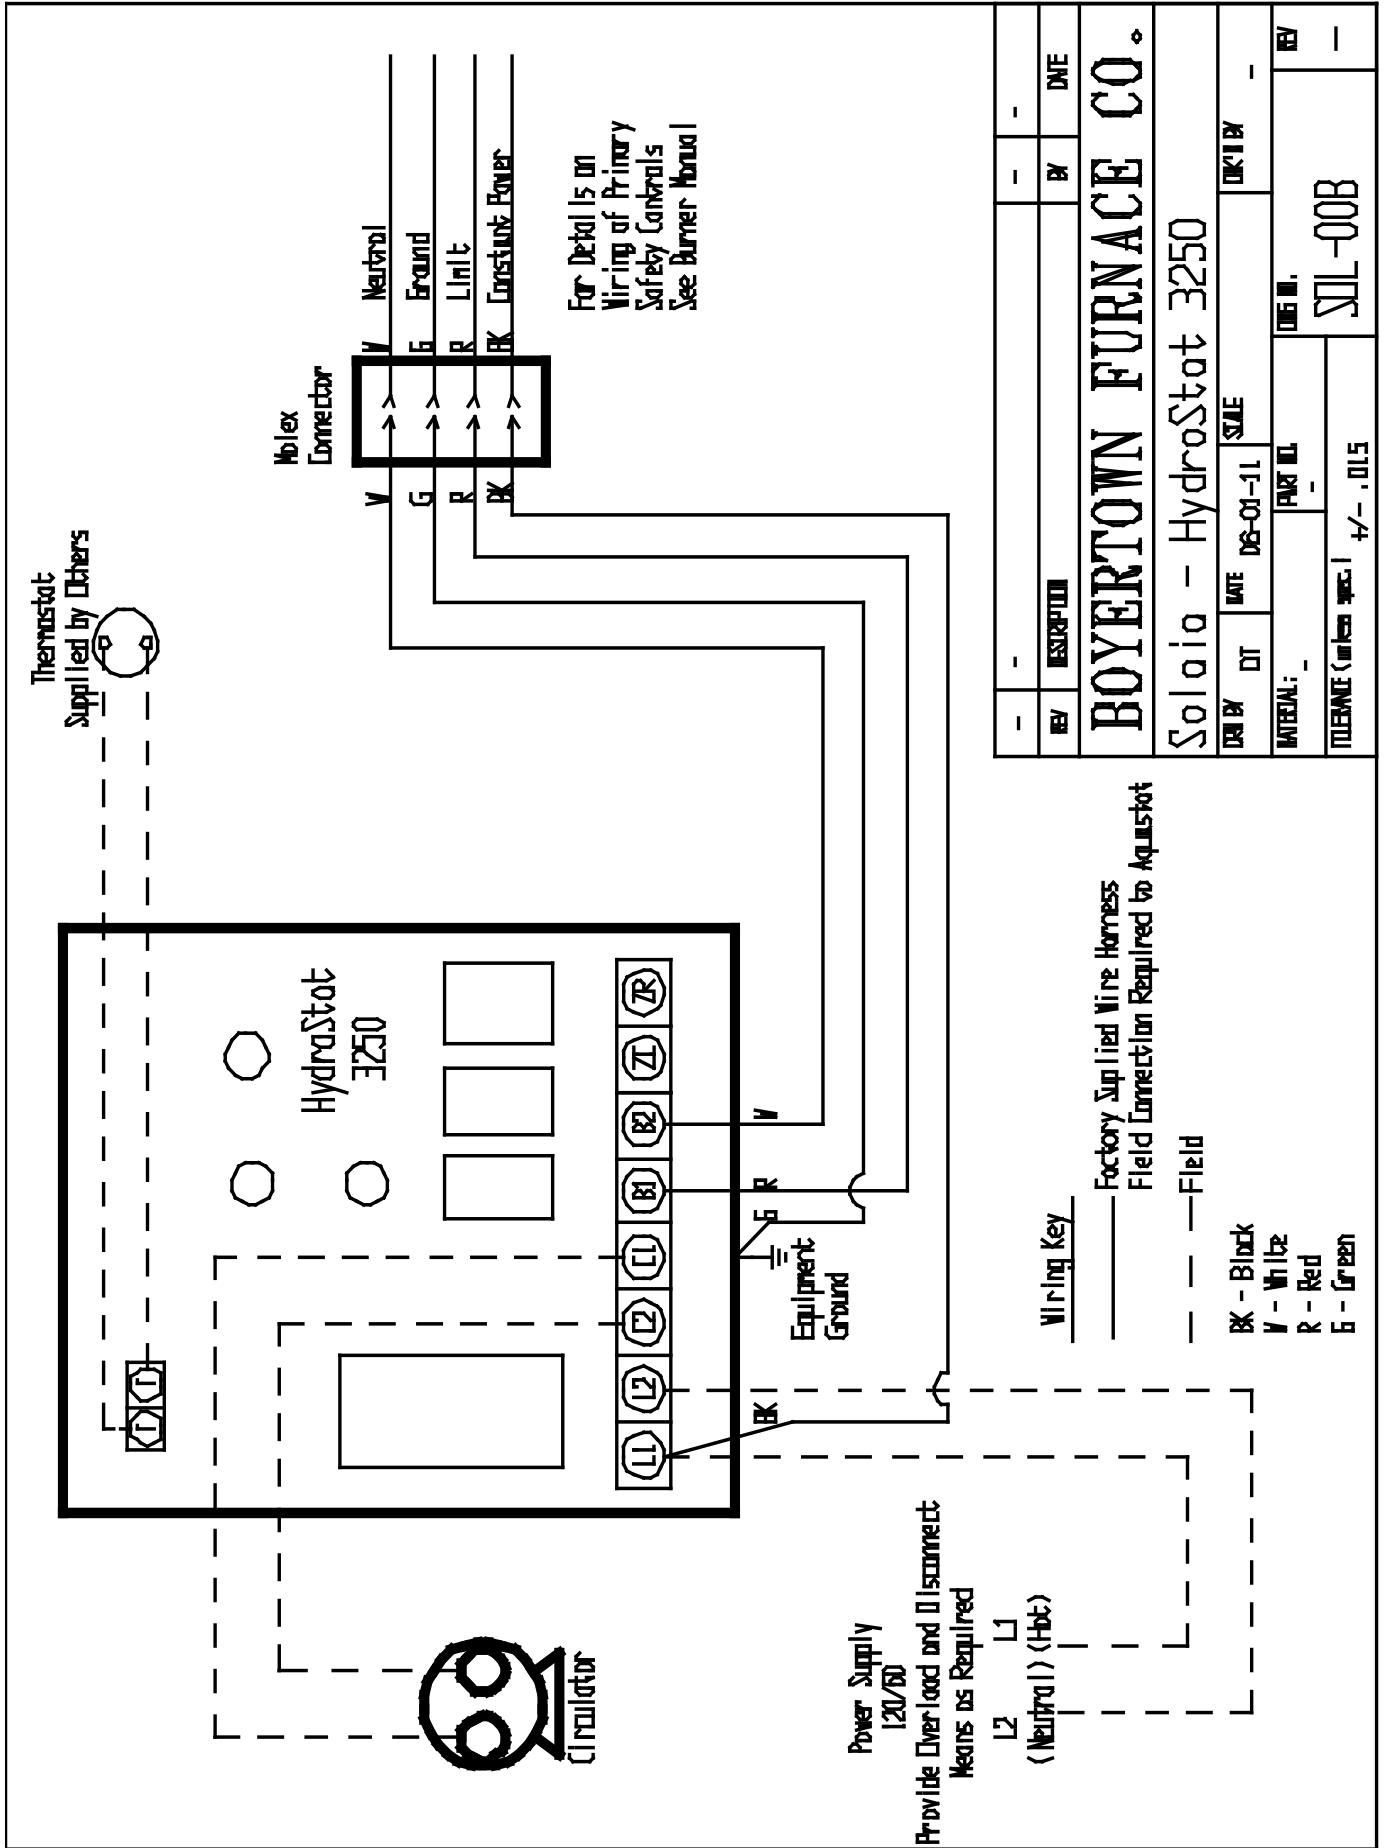 Thermostat
Supplied by Others
Molex
Connector
W
G
R
BK
W
G
R
BK
Neutral
Ground
Limit
Constant Power
For Details on
Wiring of Primary
Safety Controls
See Burner Manual
HydroStat
3250
T
T
L1
L2
C2
C1
B1
B2
ZR
BK
G
R
W
Equipment
Ground
Circulator
Power Supply
120/60
Provide Overload and Disconnect
Means as Required
L2 L1
(Neutral) (Hot)
Wiring Key
Factory Supplied Wire Harness
Field Connection Required to Aquastat
Field
BK - Black
W - White
R - Red
G - Green
- - - -
REV DESCRIPTION BY DATE
BOYERTOWN FURNACE CO.
Solaia - HydroStat 3250
DRN BY CJT DATE 06-01-11 SCALE CHK'D BY -
MATERIAL: - PART NO. - DWG NO. SOL-008 REV -
TOLERANCE (unless spec.) +/- .015